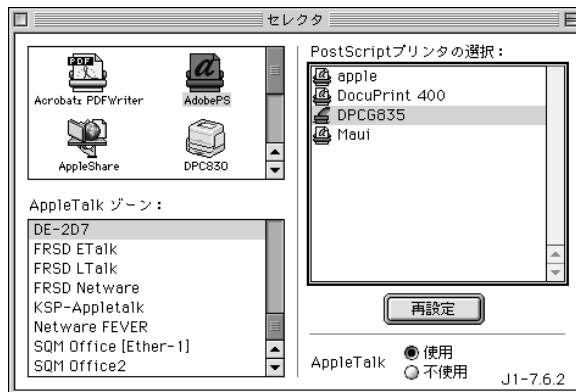 セレクタ
PDF
Acrobat™ PDFWriter
AdobePS
AppleShare
DPC830
AppleTalk ゾーン：
DE-2D7
FRSD ETalk
FRSD LTalk
FRSD Netware
KSP-Appletalk
Netware FEVER
SQM Office [Ether-1]
SQM Office2
PostScriptプリンタの選択：
apple
DocuPrint 400
DPCG835
Maui
再設定
AppleTalk
使用
不使用
J1-7.6.2